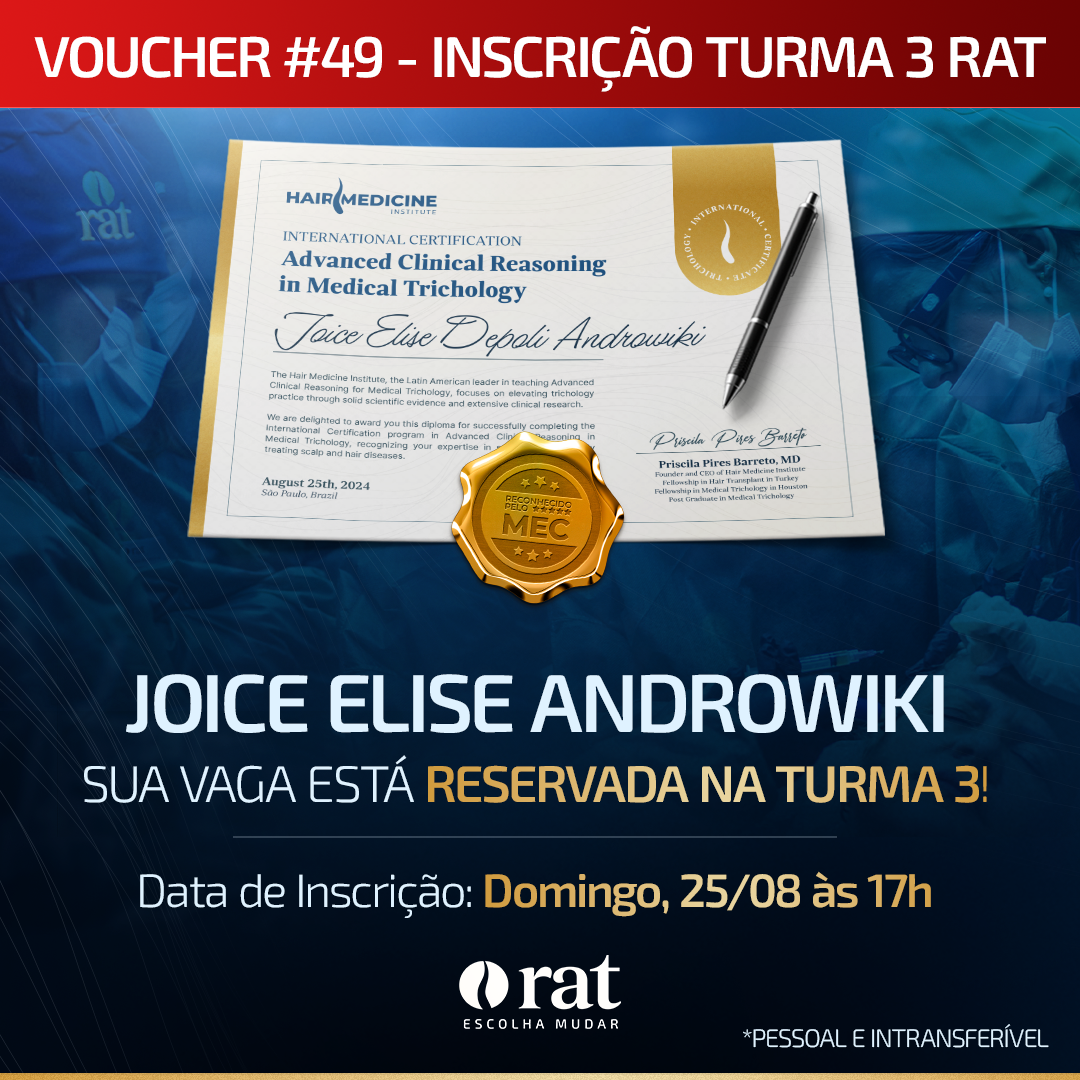 VOUCHER #49 - INSCRIÇÃO TURMA 3 RAT
rat
HAIR MEDICINE
INSTITUTE
INTERNATIONAL CERTIFICATION
Advanced Clinical Reasoning
in Medical Trichology
Joice Elise Depoli Androwiki
The Hair Medicine Institute, the Latin American leader in teaching Advanced
Clinical Reasoning for Medical Trichology, focuses on elevating trichology
practice through solid scientific evidence and extensive clinical research.
We are delighted to award you this diploma for successfully completing the
International Certification program in Advanced Clinical Reasoning in
Medical Trichology, recognizing your expertise in
treating scalp and hair diseases.
August 25th, 2024
São Paulo, Brazil
INTERNATIONAL • CERTIFICATE • TRICHOLOGY •
Priscila Pires Barreto
Priscila Pires Barreto, MD
Founder and CEO of Hair Medicine Institute
Fellowship in Hair Transplant in Turkey
Fellowship in Medical Trichology in Houston
Post Graduate in Medical Trichology
RECONHECIDO
PELO
MEC
JOICE ELISE ANDROWIKI
SUA VAGA ESTÁ RESERVADA NA TURMA 3!
Data de Inscrição: Domingo, 25/08 às 17h
rat
ESCOLHA MUDAR
*PESSOAL E INTRANSFERÍVEL